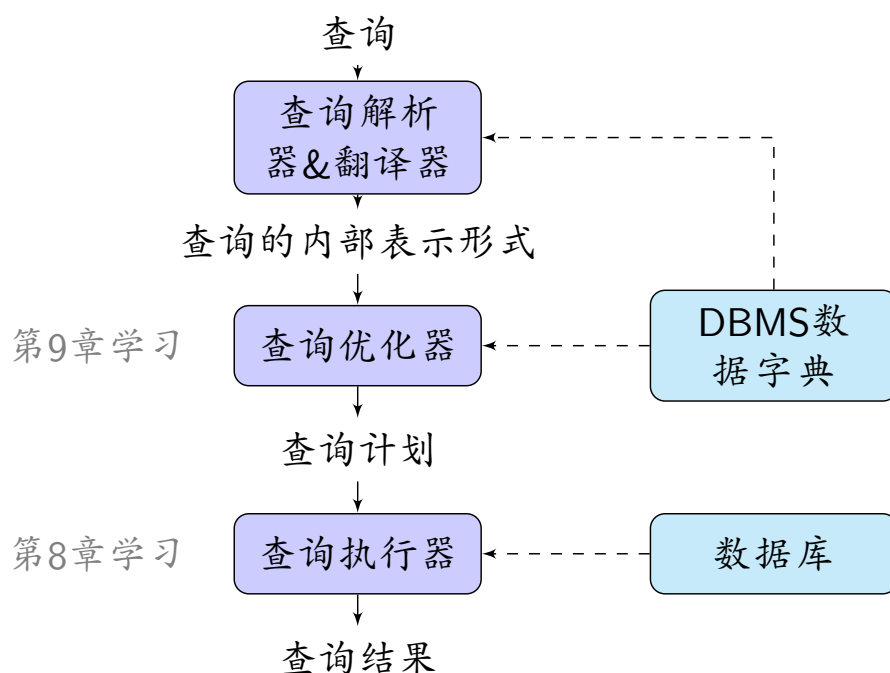 查询
查询解析
器&翻译器
查询的内部表示形式
第9章学习
查询优化器
DBMS数
据字典
查询计划
第8章学习
查询执行器
数据库
查询结果